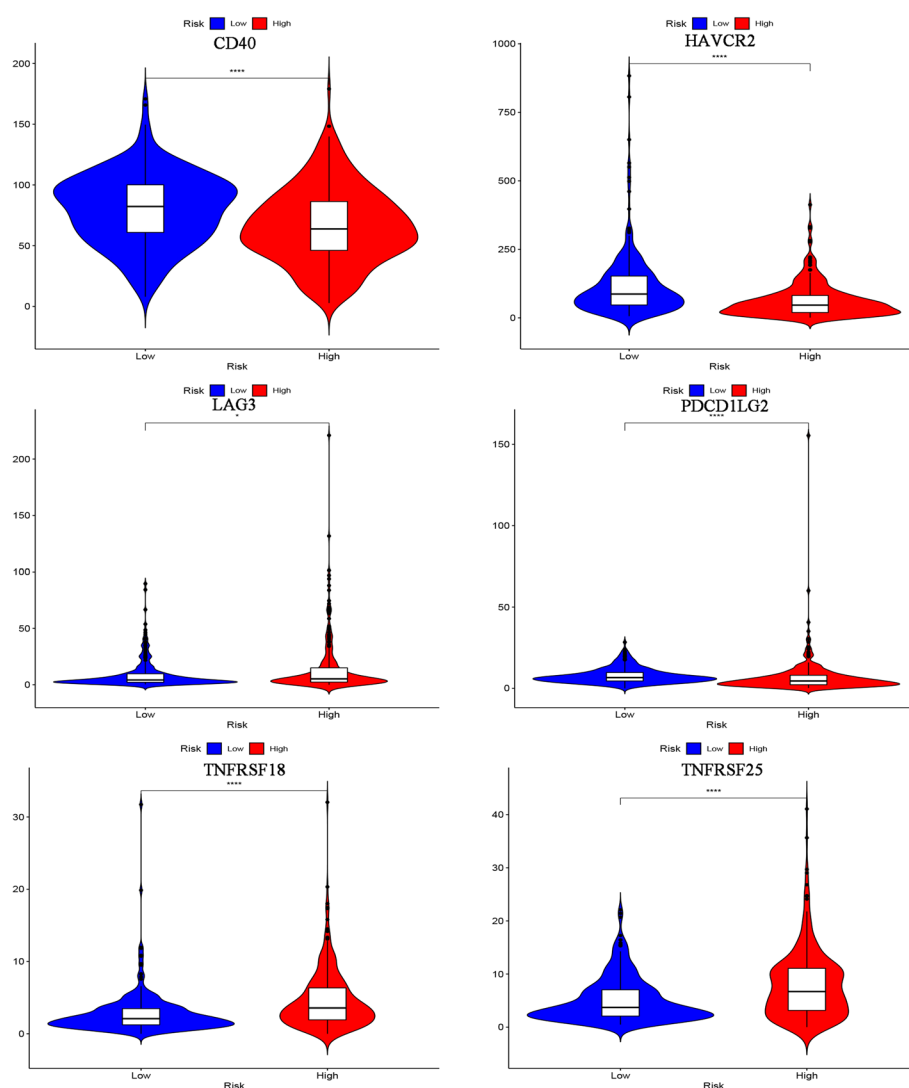 Risk Low High
CD40
****
200
150
100
50
0
Low High
Risk
Risk Low High
HAVCR2
****
1000
750
500
250
0
Low High
Risk
Risk Low High
LAG3
*
200
150
100
50
0
Low High
Risk
Risk Low High
PDCD1LG2
****
150
100
50
0
Low High
Risk
Risk Low High
TNFRSF18
****
30
20
10
0
Low High
Risk
Risk Low High
TNFRSF25
****
40
30
20
10
0
Low High
Risk